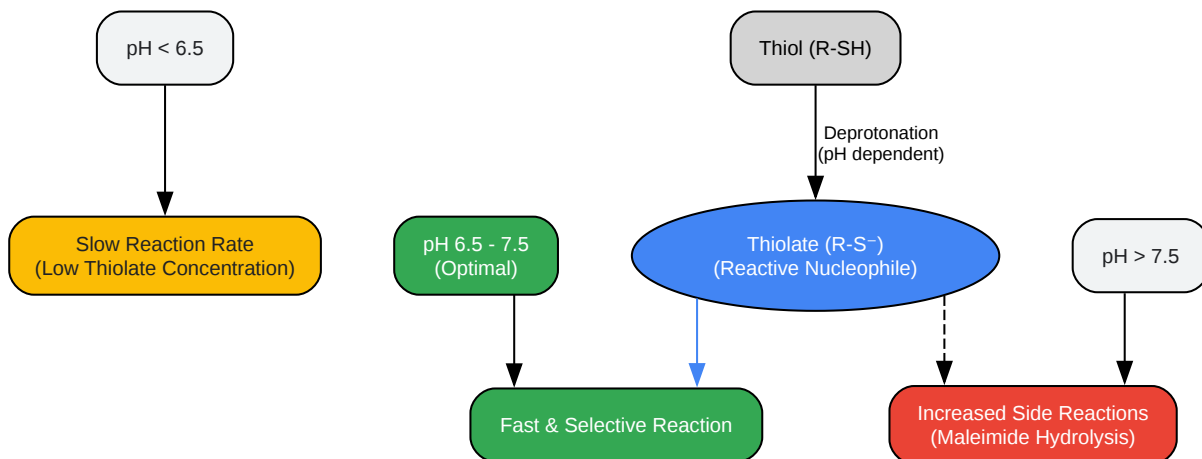 pH < 6.5
Thiol (R-SH)
Deprotonation
(pH dependent)
Slow Reaction Rate
(Low Thiolate Concentration)
pH 6.5 - 7.5
(Optimal)
Thiolate (R-S⁻)
(Reactive Nucleophile)
pH > 7.5
Fast & Selective Reaction
Increased Side Reactions
(Maleimide Hydrolysis)